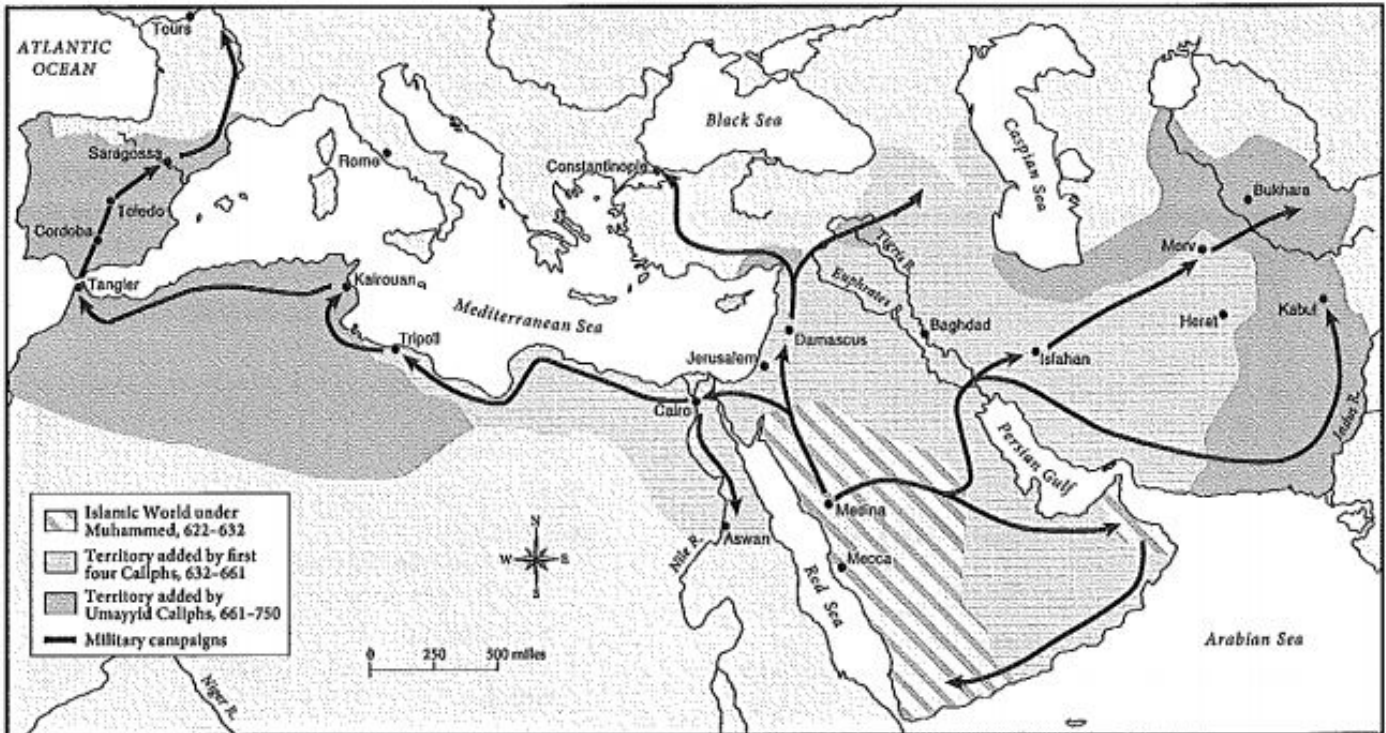 Tours
ATLANTIC
OCEAN
Black Sea
Caspian Sea
Saragossa
Rome
Constantinople
Bukhara
Toledo
Cordoba
Merv
Tigris R.
Euphrates R.
Tangier
Kairouan
Mediterranean Sea
Herat
Kabul
Baghdad
Damascus
Isfahan
Tripoli
Jerusalem
Cairo
Indus R.
Persian Gulf
Medina
Islamic World under
Muhammed, 622–632
Territory added by first
four Caliphs, 632–661
Territory added by
Umayyid Caliphs, 661–750
Military campaigns
N
W
E
S
Aswan
Nile R.
Mecca
Red Sea
Arabian Sea
0 250 500 miles
Niger R.